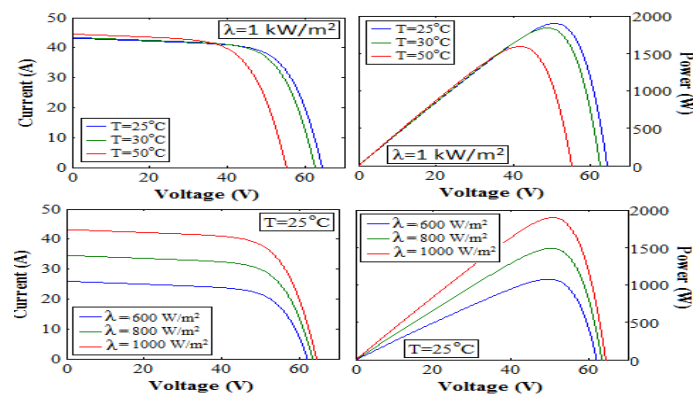 50
40
30
20
10
0
Current (A)
λ=1 kW/m²
T=25°C
T=30°C
T=50°C
0 20 40 60
Voltage (V)
T=25°C
T=30°C
T=50°C
λ=1 kW/m²
2000
1500
1000
500
0
Power (W)
0 20 40 60
Voltage (V)
50
40
30
20
10
0
Current (A)
T=25°C
λ=600 W/m²
λ=800 W/m²
λ=1000 W/m²
0 20 40 60
Voltage (V)
λ=600 W/m²
λ=800 W/m²
λ=1000 W/m²
T=25°C
2000
1500
1000
500
0
Power (W)
0 20 40 60
Voltage (V)